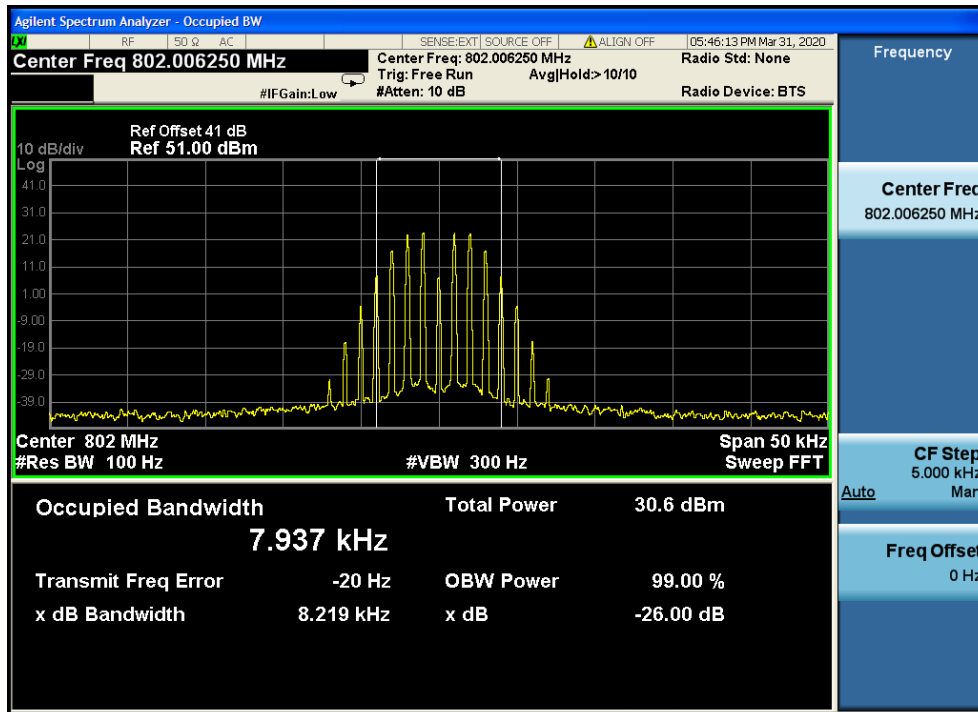 Agilent Spectrum Analyzer - Occupied BW
LXI RF 50 Ω AC SENSE:EXT SOURCE OFF ALIGN OFF 05:46:13 PM Mar 31, 2020
Center Freq 802.006250 MHz
Center Freq: 802.006250 MHz Radio Std: None
Trig: Free Run Avg|Hold:> 10/10
#IFGain:Low #Atten: 10 dB Radio Device: BTS
Ref Offset 41 dB
10 dB/div Ref 51.00 dBm
Log
41.0
31.0
21.0
11.0
1.00
-9.00
-19.0
-29.0
-39.0
Center 802 MHz Span 50 kHz
#Res BW 100 Hz #VBW 300 Hz Sweep FFT
Occupied Bandwidth Total Power 30.6 dBm
7.937 kHz
Transmit Freq Error -20 Hz OBW Power 99.00 %
x dB Bandwidth 8.219 kHz x dB -26.00 dB
Frequency
Center Freq
802.006250 MHz
CF Step
5.000 kHz
Auto Man
Freq Offset
0 Hz